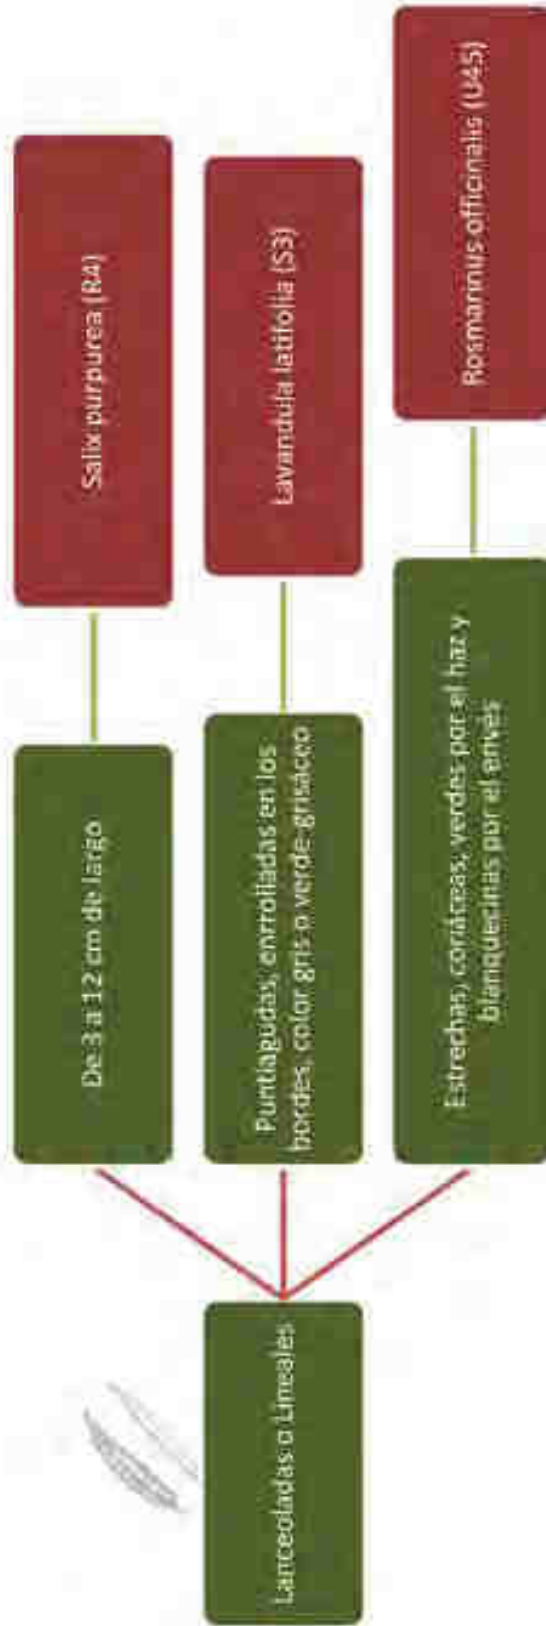 Lanceoladas o Lineales
De 3 a 12 cm de largo
Salix purpurea (R4)
Puntiagudas, enrrolladas en los
bordes, color gris o verde-grisáceo
Lavandula latifolia (S3)
Estrechas, coriáceas, verdes por el haz y
blanquecinas por el envés
Rosmarinus officinalis (U45)